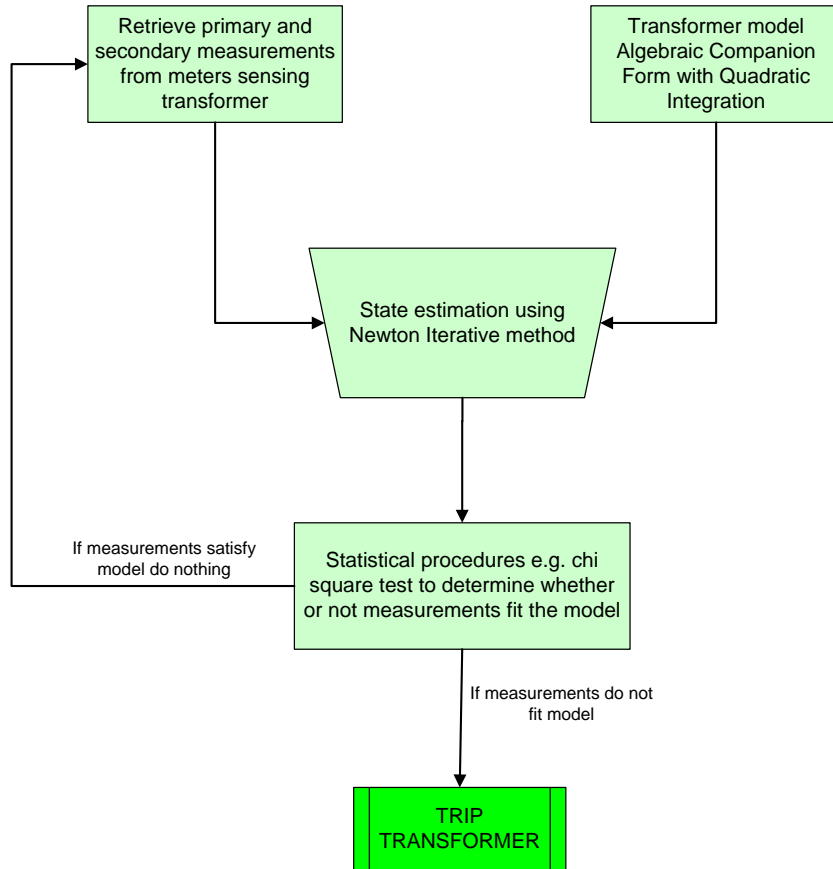 Retrieve primary and
secondary measurements
from meters sensing
transformer
Transformer model
Algebraic Companion
Form with Quadratic
Integration
State estimation using
Newton Iterative method
If measurements satisfy
model do nothing
Statistical procedures e.g. chi
square test to determine whether
or not measurements fit the model
If measurements do not
fit model
TRIP
TRANSFORMER